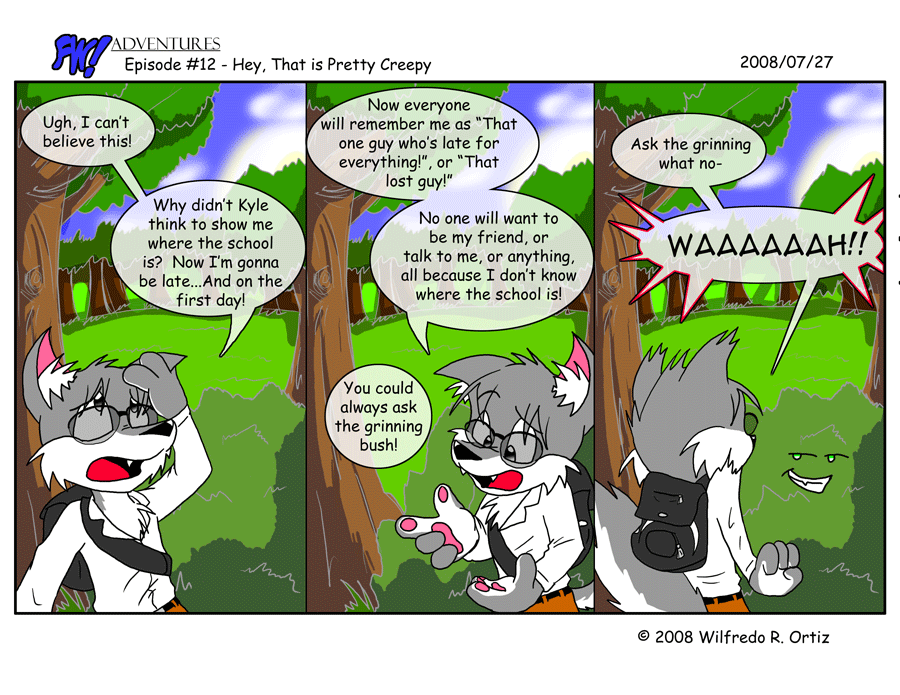 FW! ADVENTURES
Episode #12 - Hey, That is Pretty Creepy
2008/07/27
Ugh, I can't
believe this!
Why didn't Kyle
think to show me
where the school
is? Now I'm gonna
be late...And on the
first day!
Now everyone
will remember me as "That
one guy who's late for
everything!", or "That
lost guy!"
No one will want to
be my friend, or
talk to me, or anything,
all because I don't know
where the school is!
You could
always ask
the grinning
bush!
Ask the grinning
what no-
WAAAAAAH!!
© 2008 Wilfredo R. Ortiz